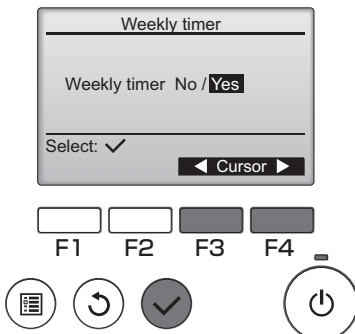 Weekly timer
Weekly timer No / Yes
Select: ✓
◀ Cursor ▶
F1 F2 F3 F4